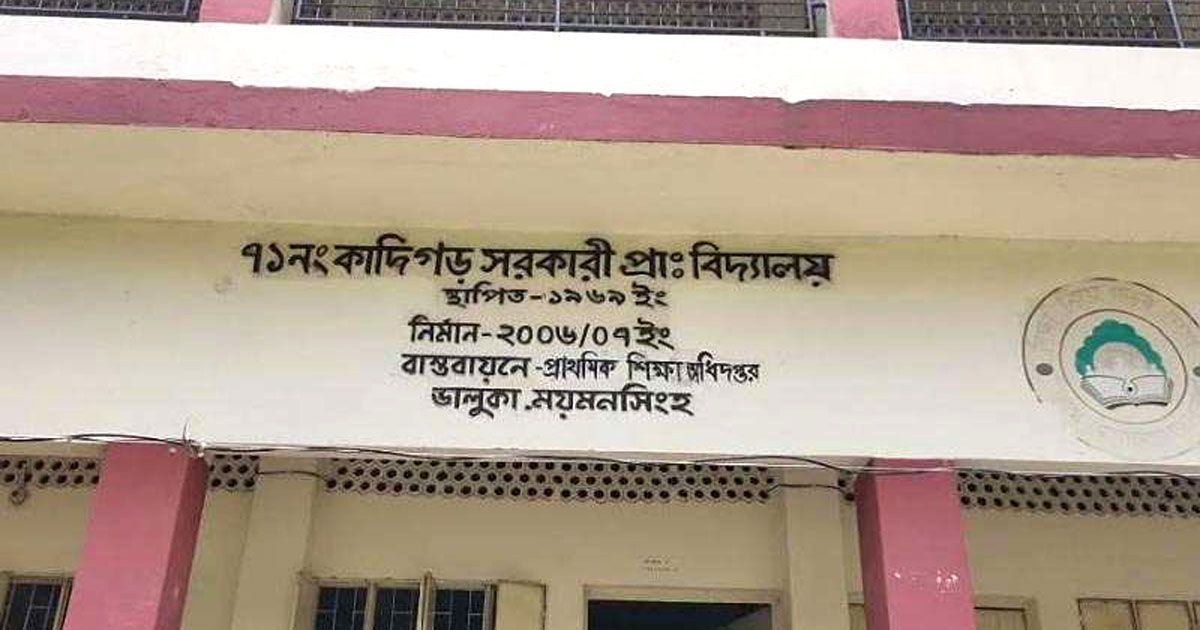 ৭১নং কাদিগড় সরকারী প্রাঃ বিদ্যালয়
স্থাপিত-১৯৬৯ ইং
নির্মান-২০০৬/০৭ইং
বাস্তবায়নে -প্রাথমিক শিক্ষা অধিদপ্তর
ভালুকা .ময়মনসিংহ